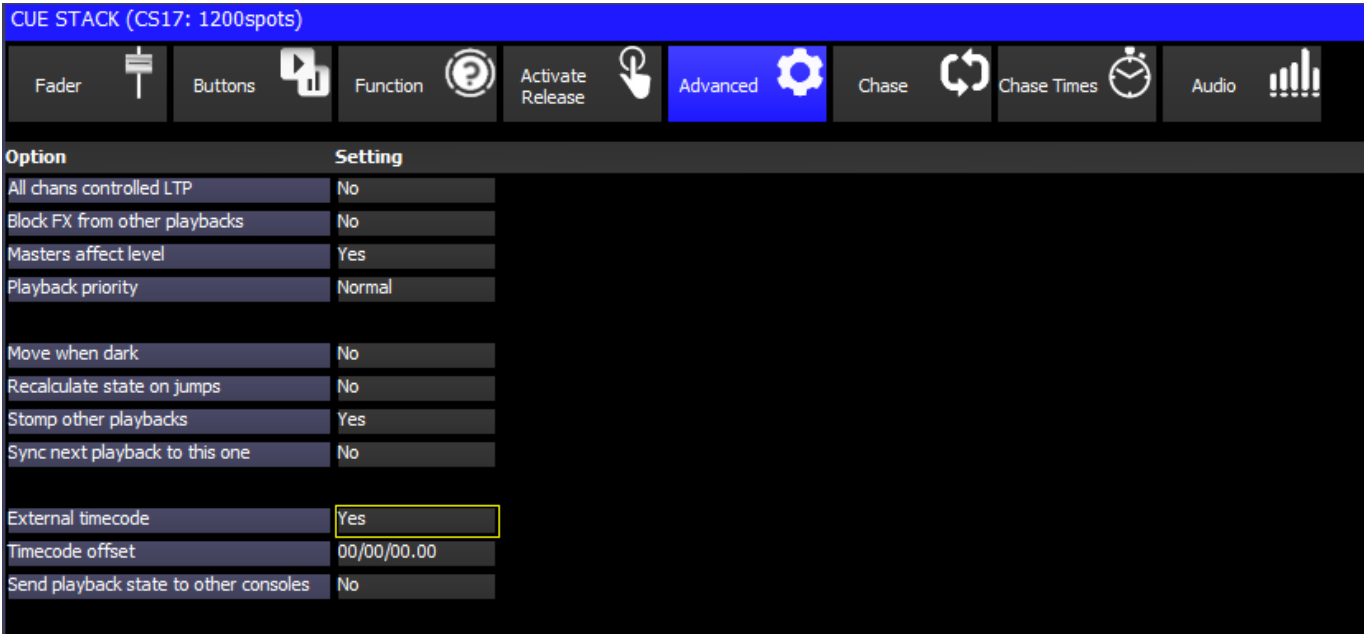 CUE STACK (CS17: 1200spots)
Fader Buttons Function Activate Release Advanced Chase Chase Times Audio
Option Setting
All chans controlled LTP No
Block FX from other playbacks No
Masters affect level Yes
Playback priority Normal
Move when dark No
Recalculate state on jumps No
Stomp other playbacks Yes
Sync next playback to this one No
External timecode Yes
Timecode offset 00/00/00.00
Send playback state to other consoles No